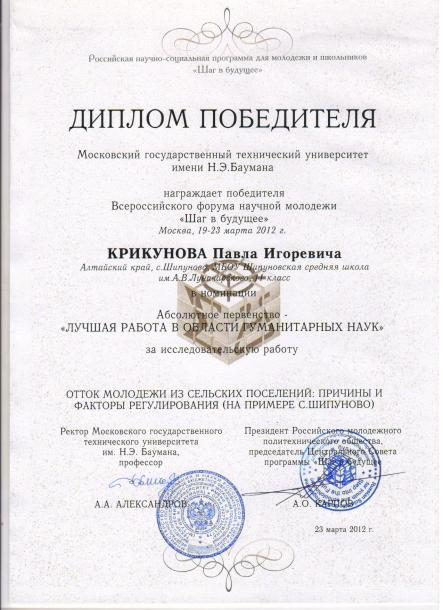 Российская научно-социальная программа для молодежи и школьников
«Шаг в будущее»
ДИПЛОМ ПОБЕДИТЕЛЯ
Московский государственный технический университет
имени Н.Э.Баумана
награждает победителя
Всероссийского форума научной молодежи
«Шаг в будущее»
Москва, 19-23 марта 2012 г.
КРИКУНОВА Павла Игоревича
Алтайский край, с.Шипуново, МБОУ Шипуновская средняя школа
им.А.В.Луначарского, 11 класс
в номинации
Абсолютное первенство -
«ЛУЧШАЯ РАБОТА В ОБЛАСТИ ГУМАНИТАРНЫХ НАУК»
за исследовательскую работу
ОТТОК МОЛОДЕЖИ ИЗ СЕЛЬСКИХ ПОСЕЛЕНИЙ: ПРИЧИНЫ И
ФАКТОРЫ РЕГУЛИРОВАНИЯ (НА ПРИМЕРЕ С.ШИПУНОВО)
Ректор Московского государственного
технического университета
им. Н.Э. Баумана,
профессор
А.А. АЛЕКСАНДРОВ
Президент Российского молодежного
политехнического общества,
председатель Центрального Совета
программы «Шаг в будущее
А.О. КАРПОВ
23 марта 2012 г.